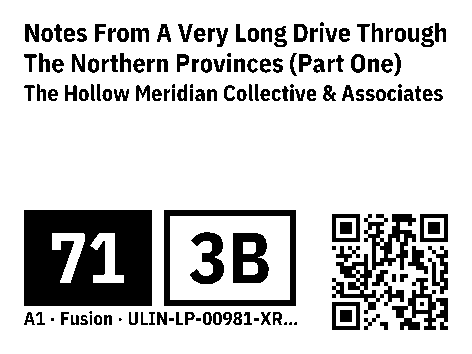 Notes From A Very Long Drive Through
The Northern Provinces (Part One)
The Hollow Meridian Collective & Associates
71 3B
A1 · Fusion · ULIN-LP-00981-XR...